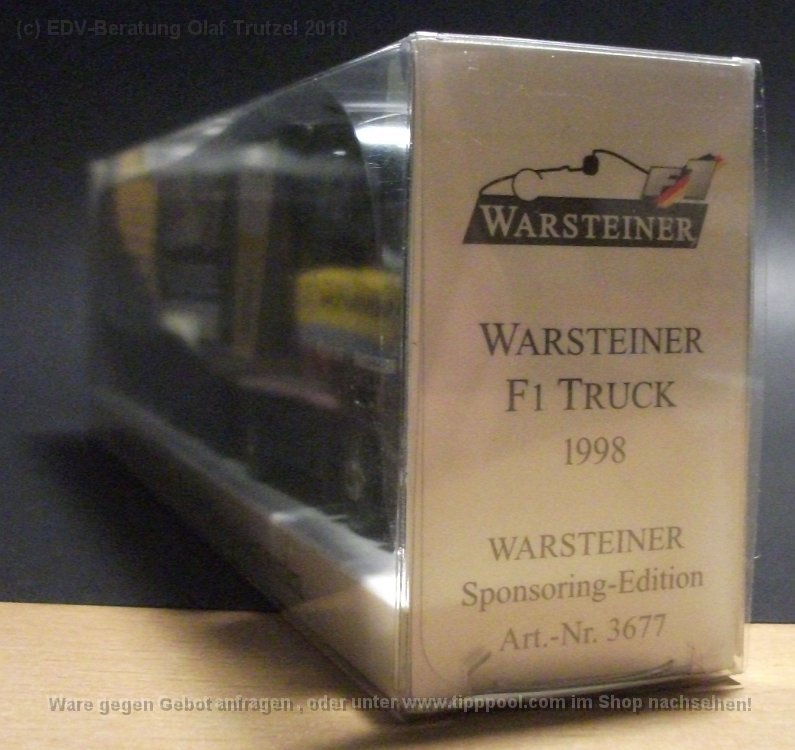 (c) EDV-Beratung Olaf Trutzel 2018
F1
WARSTEINER
WARSTEINER
F1 TRUCK
1998
WARSTEINER
Sponsoring-Edition
Art.-Nr. 3677
Ware gegen Gebot anfragen , oder unter www.tipppool.com im Shop nachsehen!